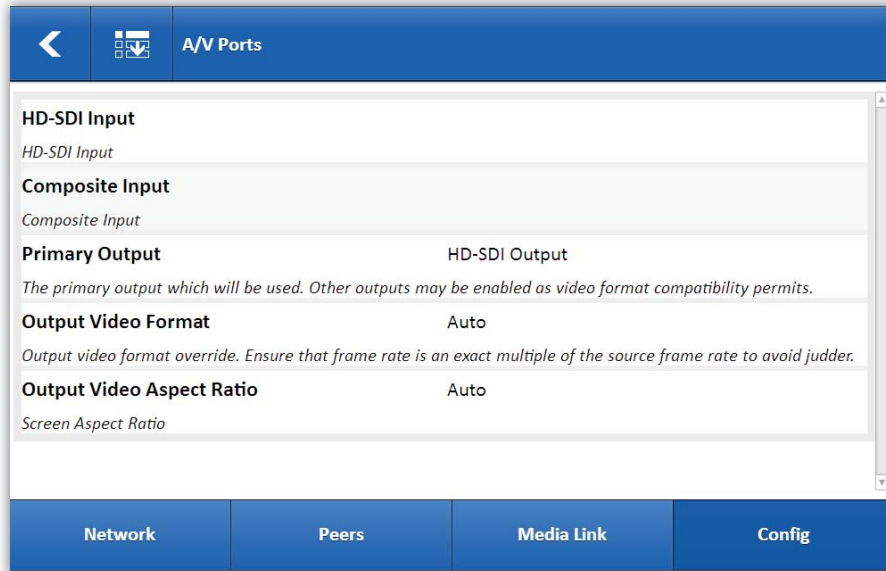 A/V Ports
HD-SDI Input
HD-SDI Input
Composite Input
Composite Input
Primary Output HD-SDI Output
The primary output which will be used. Other outputs may be enabled as video format compatibility permits.
Output Video Format Auto
Output video format override. Ensure that frame rate is an exact multiple of the source frame rate to avoid judder.
Output Video Aspect Ratio Auto
Screen Aspect Ratio
Network Peers Media Link Config